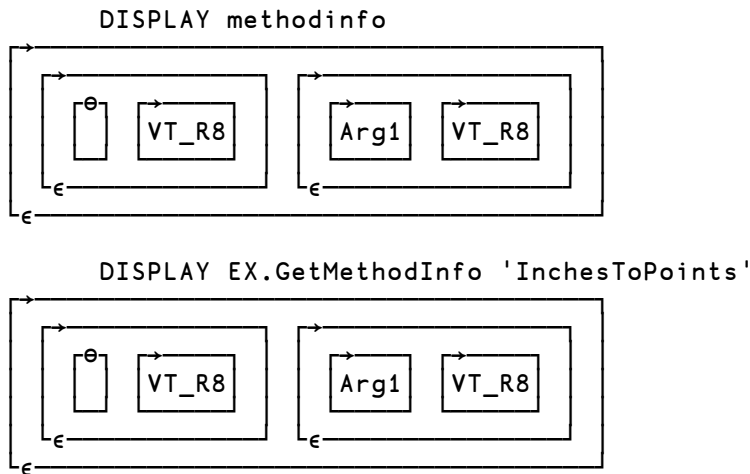 DISPLAY methodinfo
┌→──────────────────────────────────┐
│ ┌→────────────┐ ┌→──────────────┐ │
│ │ ┌⊖┐ ┌→────┐ │ │ ┌→───┐ ┌→────┐ │ │
│ │ │ │ │VT_R8│ │ │ │Arg1│ │VT_R8│ │ │
│ │ └─┘ └─────┘ │ │ └────┘ └─────┘ │ │
│ └∊────────────┘ └∊──────────────┘ │
└∊──────────────────────────────────┘
DISPLAY EX.GetMethodInfo 'InchesToPoints'
┌→──────────────────────────────────┐
│ ┌→────────────┐ ┌→──────────────┐ │
│ │ ┌⊖┐ ┌→────┐ │ │ ┌→───┐ ┌→────┐ │ │
│ │ │ │ │VT_R8│ │ │ │Arg1│ │VT_R8│ │ │
│ │ └─┘ └─────┘ │ │ └────┘ └─────┘ │ │
│ └∊────────────┘ └∊──────────────┘ │
└∊──────────────────────────────────┘